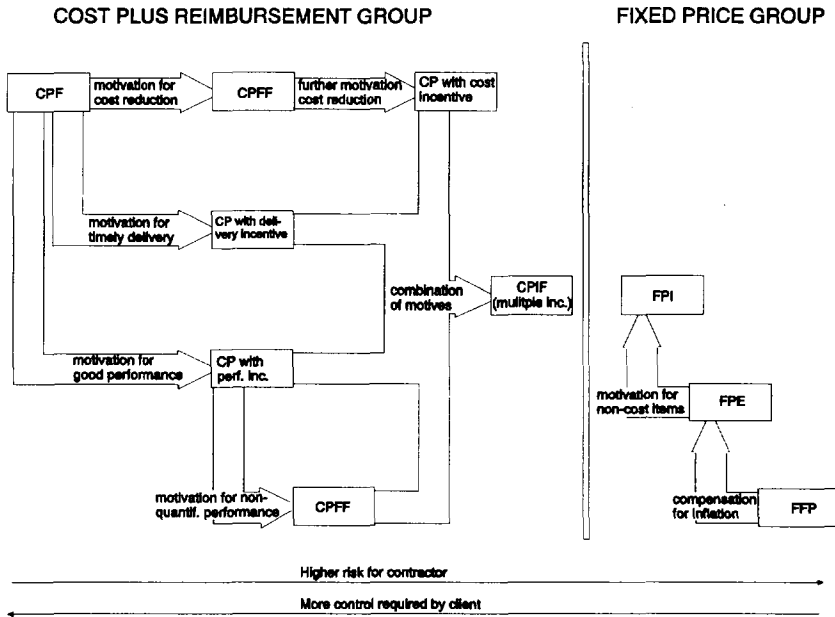 COST PLUS REIMBURSEMENT GROUP
FIXED PRICE GROUP
CPF
motivation for
cost reduction
CPFF
further motivation
cost reduction
CP with cost
incentive
motivation for
timely delivery
CP with deli-
very incentive
combination
of motives
CPIF
(mulitple inc.)
FPI
motivation for
good performance
CP with
perf. inc.
motivation for
non-cost items
FPE
motivation for non-
quantif. performance
CPFF
compensation
for inflation
FFP
Higher risk for contractor
More control required by client